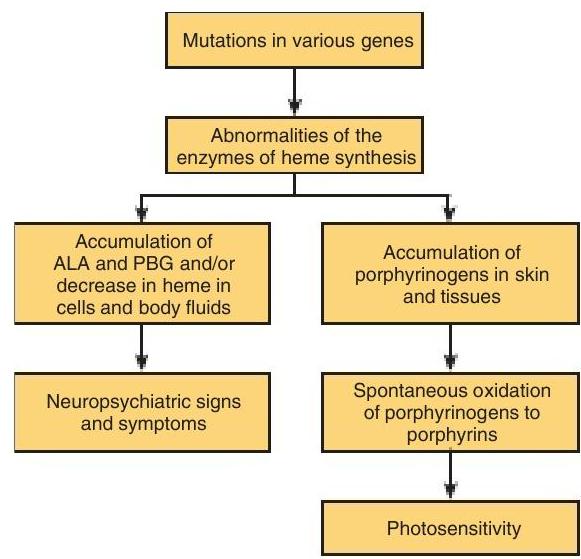 Mutations in various genes
Abnormalities of the
enzymes of heme synthesis
Accumulation of
ALA and PBG and/or
decrease in heme in
cells and body fluids
Accumulation of
porphyrinogens in skin
and tissues
Neuropsychiatric signs
and symptoms
Spontaneous oxidation
of porphyrinogens to
porphyrins
Photosensitivity